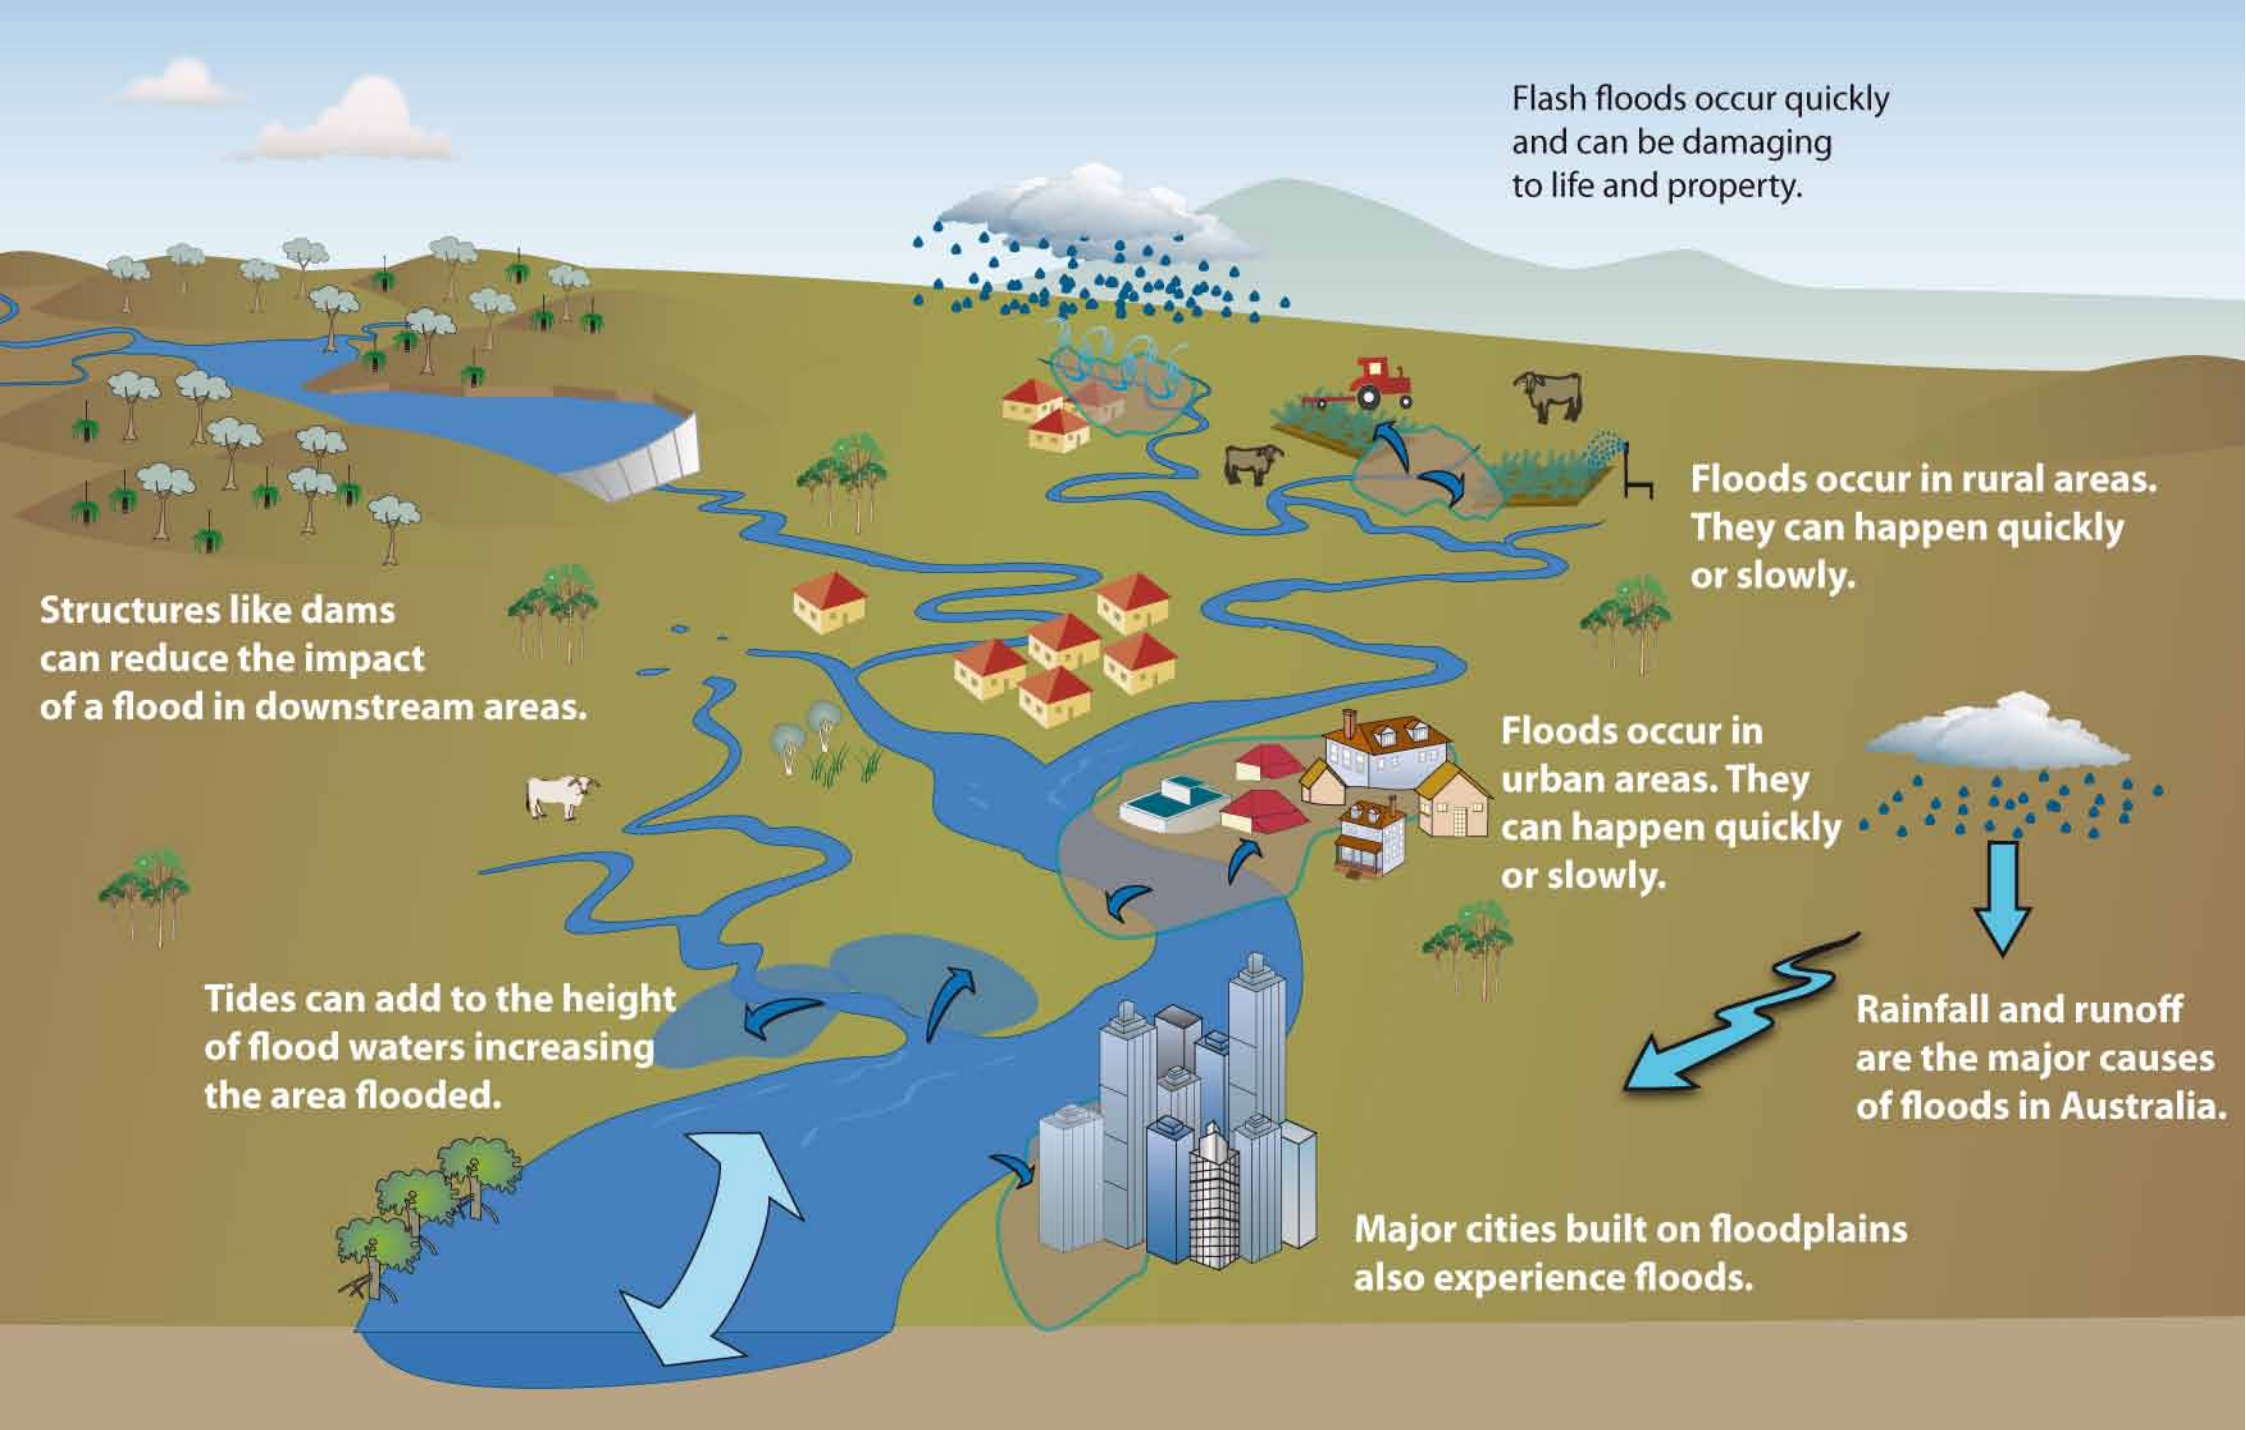 Flash floods occur quickly
and can be damaging
to life and property.
Floods occur in rural areas.
They can happen quickly
or slowly.
Structures like dams
can reduce the impact
of a flood in downstream areas.
Floods occur in
urban areas. They
can happen quickly
or slowly.
Tides can add to the height
of flood waters increasing
the area flooded.
Rainfall and runoff
are the major causes
of floods in Australia.
Major cities built on floodplains
also experience floods.